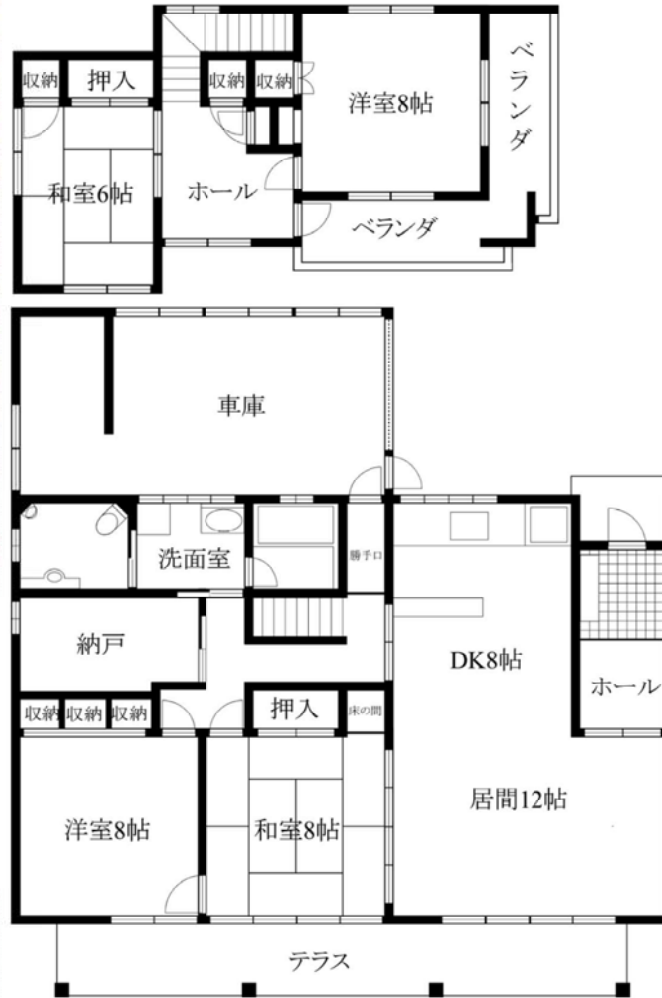 収納
押入
収納
収納
洋室8帖
ベランダ
和室6帖
ホール
ベランダ
車庫
洗面室
勝手口
納戸
DK8帖
ホール
収納
収納
収納
押入
床の間
居間12帖
洋室8帖
和室8帖
テラス